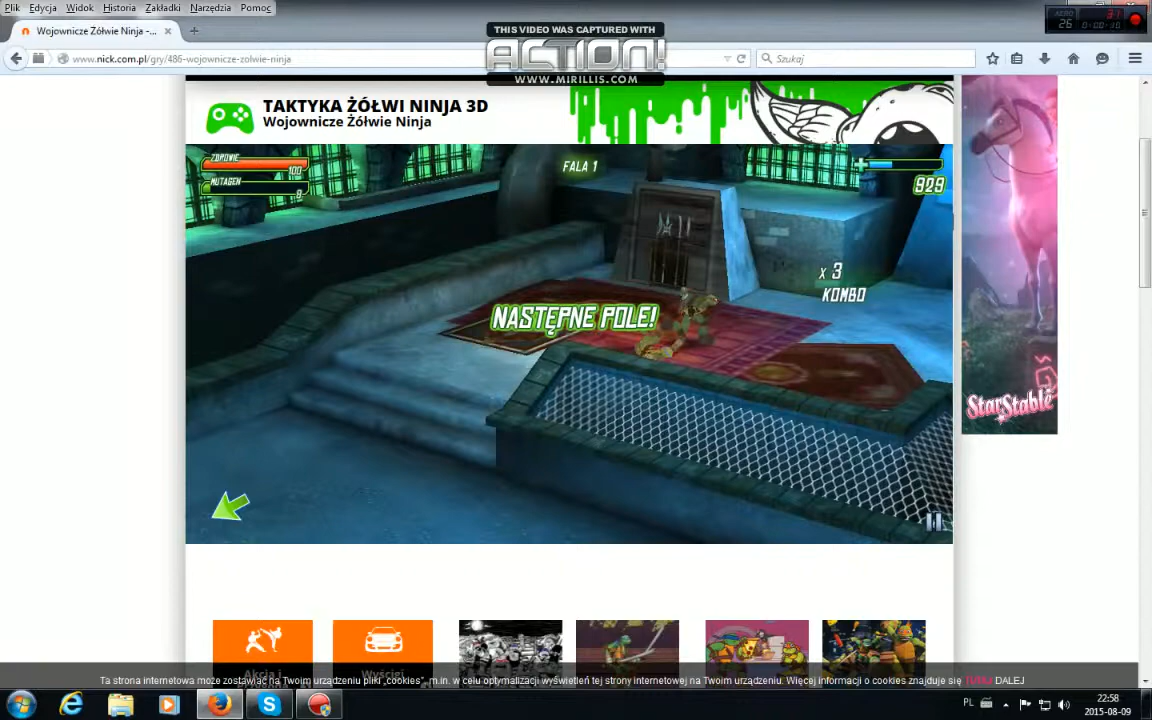 Plik Edycja Widok Historia Zakładki Narzędzia Pomoc
Wojownicze Żółwie Ninja -...
THIS VIDEO WAS CAPTURED WITH
ACTION!
WWW.MIRILLIS.COM
www.nick.com.pl/gry/486-wojownicze-zolwie-ninja
Szukaj
TAKTYKA ŻÓŁWI NINJA 3D
Wojownicze Żółwie Ninja
ZDROWIE
100
MUTAGEN
FALA 1
929
x 3
KOMBO
NASTĘPNE POLE!
StarStable
Akcja i
Wyścigi
Ta strona internetowa może zostawiać na Twoim urządzeniu pliki „cookies”, m.in. w celu optymalizacji wyświetleń tej strony internetowej na Twoim urządzeniu. Więcej informacji o cookies znajduje się TUTAJ DALEJ
PL
22:58
2015-08-09